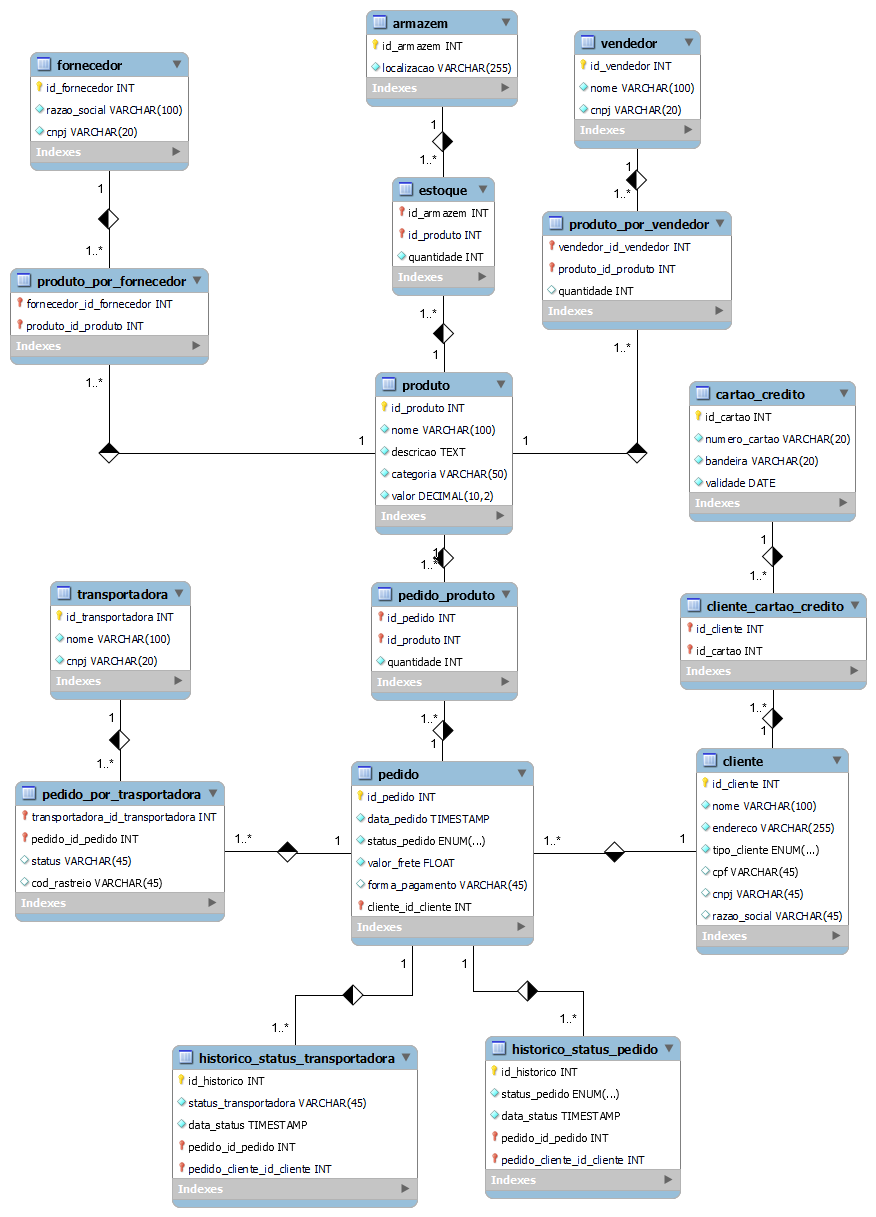 armazem
id_armazem INT
localizacao VARCHAR(255)
Indexes
vendedor
id_vendedor INT
nome VARCHAR(100)
cnpj VARCHAR(20)
Indexes
fornecedor
id_fornecedor INT
razao_social VARCHAR(100)
cnpj VARCHAR(20)
Indexes
1
1..*
1
1..*
1
1..*
estoque
id_armazem INT
id_produto INT
quantidade INT
Indexes
produto_por_vendedor
vendedor_id_vendedor INT
produto_id_produto INT
quantidade INT
Indexes
produto_por_fornecedor
fornecedor_id_fornecedor INT
produto_id_produto INT
Indexes
1..*
1
1..*
1..*
1
1
produto
id_produto INT
nome VARCHAR(100)
descricao TEXT
categoria VARCHAR(50)
valor DECIMAL(10,2)
Indexes
cartao_credito
id_cartao INT
numero_cartao VARCHAR(20)
bandeira VARCHAR(20)
validade DATE
Indexes
1
1..*
1
1..*
transportadora
id_transportadora INT
nome VARCHAR(100)
cnpj VARCHAR(20)
Indexes
pedido_produto
id_pedido INT
id_produto INT
quantidade INT
Indexes
cliente_cartao_credito
id_cliente INT
id_cartao INT
Indexes
1
1..*
1..*
1
1..*
1
pedido_por_trasportadora
transportadora_id_transportadora INT
pedido_id_pedido INT
status VARCHAR(45)
cod_rastreio VARCHAR(45)
Indexes
1..*
1
pedido
id_pedido INT
data_pedido TIMESTAMP
status_pedido ENUM(...)
valor_frete FLOAT
forma_pagamento VARCHAR(45)
cliente_id_cliente INT
Indexes
1..*
1
cliente
id_cliente INT
nome VARCHAR(100)
endereco VARCHAR(255)
tipo_cliente ENUM(...)
cpf VARCHAR(45)
cnpj VARCHAR(45)
razao_social VARCHAR(45)
Indexes
1
1..*
1
1..*
historico_status_transportadora
id_historico INT
status_transportadora VARCHAR(45)
data_status TIMESTAMP
pedido_id_pedido INT
pedido_cliente_id_cliente INT
Indexes
historico_status_pedido
id_historico INT
status_pedido ENUM(...)
data_status TIMESTAMP
pedido_id_pedido INT
pedido_cliente_id_cliente INT
Indexes